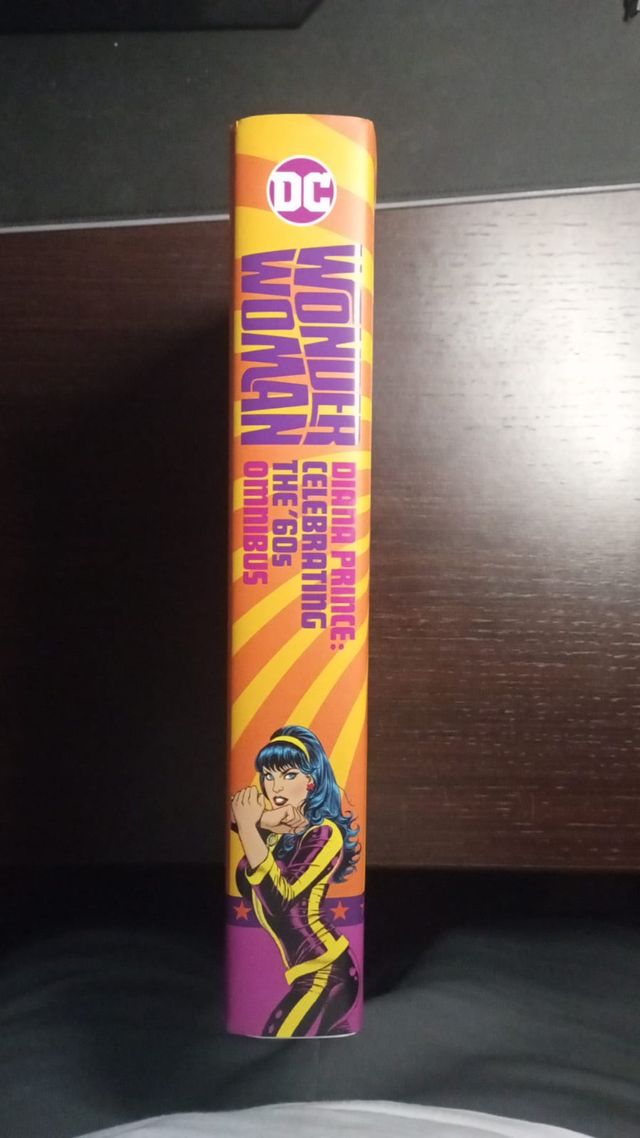 DC
WONDER
WOMAN
DIANA PRINCE:
CELEBRATING
THE '60s
OMNIBUS